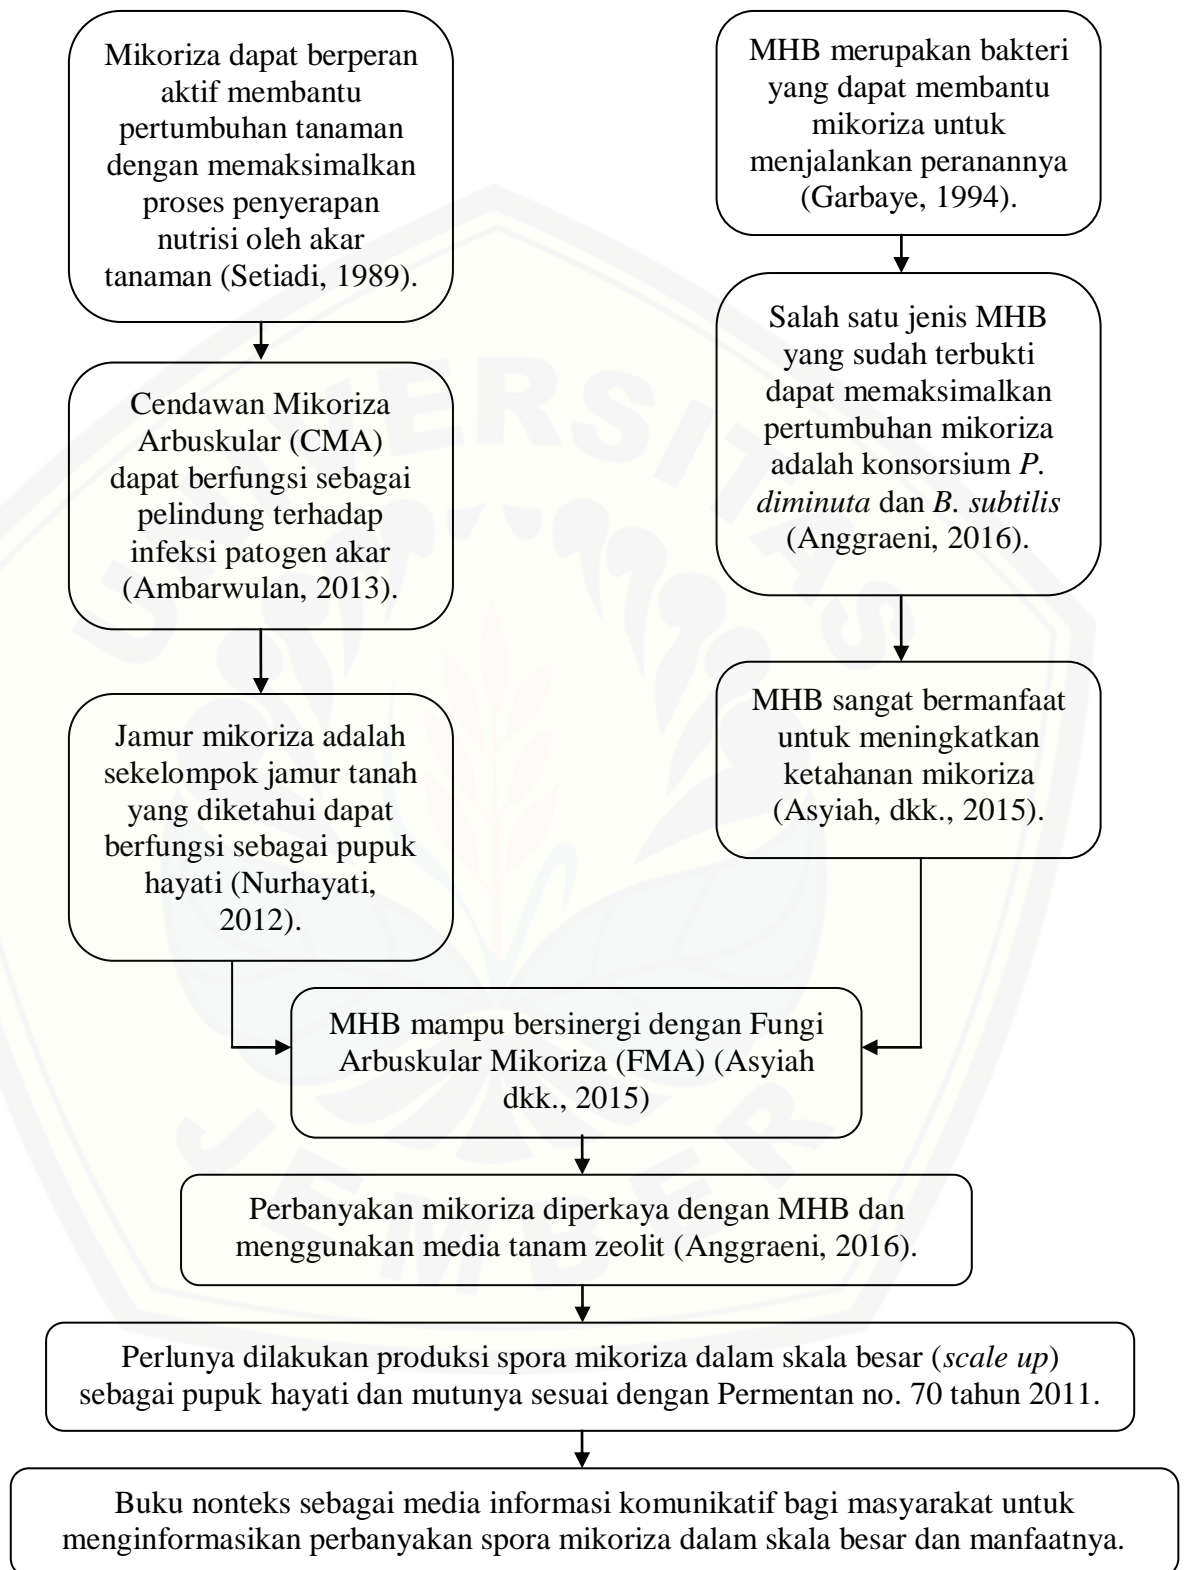 Mikoriza dapat berperan
aktif membantu
pertumbuhan tanaman
dengan memaksimalkan
proses penyerapan
nutrisi oleh akar
tanaman (Setiadi, 1989).
Cendawan Mikoriza
Arbuskular (CMA)
dapat berfungsi sebagai
pelindung terhadap
infeksi patogen akar
(Ambarwulan, 2013).
Jamur mikoriza adalah
sekelompok jamur tanah
yang diketahui dapat
berfungsi sebagai pupuk
hayati (Nurhayati,
2012).
MHB merupakan bakteri
yang dapat membantu
mikoriza untuk
menjalankan peranannya
(Garbaye, 1994).
Salah satu jenis MHB
yang sudah terbukti
dapat memaksimalkan
pertumbuhan mikoriza
adalah konsorsium P.
diminuta dan B. subtilis
(Anggraeni, 2016).
MHB sangat bermanfaat
untuk meningkatkan
ketahanan mikoriza
(Asyiah, dkk., 2015).
MHB mampu bersinergi dengan Fungi
Arbuskular Mikoriza (FMA) (Asyiah
dkk., 2015)
Perbanyakan mikoriza diperkaya dengan MHB dan
menggunakan media tanam zeolit (Anggraeni, 2016).
Perlunya dilakukan produksi spora mikoriza dalam skala besar (scale up)
sebagai pupuk hayati dan mutunya sesuai dengan Permentan no. 70 tahun 2011.
Buku nonteks sebagai media informasi komunikatif bagi masyarakat untuk
menginformasikan perbanyakan spora mikoriza dalam skala besar dan manfaatnya.
UNIVERSITAS
JEMBER